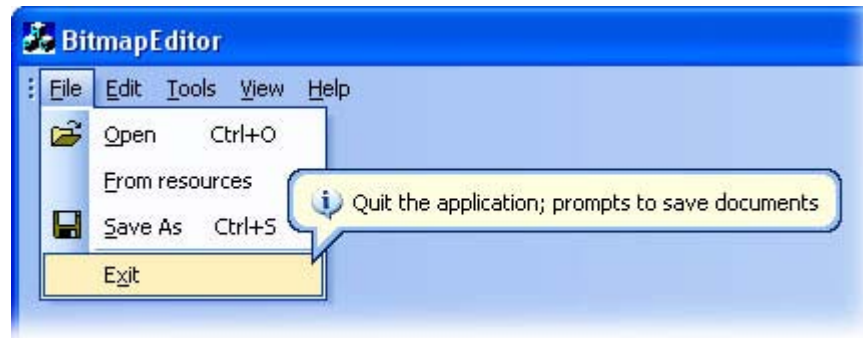 BitmapEditor
File Edit Tools View Help
Open Ctrl+O
From resources
Quit the application; prompts to save documents
Save As Ctrl+S
Exit